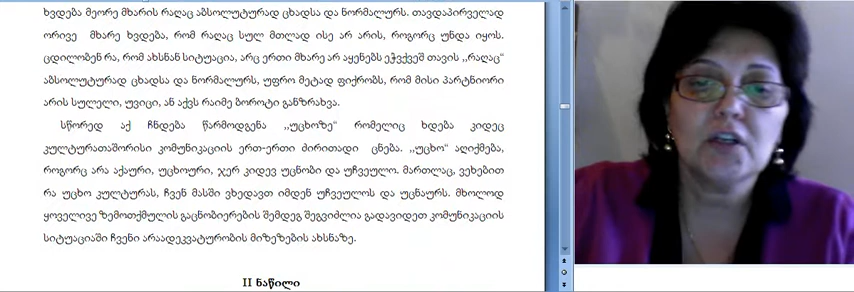 ხვდება მეორე მხარის რაღაც აბსოლუტურად ცხადსა და ნორმალურს. თავდაპირველად
ორივე მხარე ხვდება, რომ რაღაც სულ მთლად ისე არ არის, როგორც უნდა იყოს.
ცდილობენ რა, რომ ახსნან სიტუაცია, არც ერთი მხარე არ აყენებს ეჭვქვეშ თავის ,,რაღაც“
აბსოლუტურად ცხადსა და ნორმალურს, უფრო მეტად ფიქრობს, რომ მისი პარტნიორი
არის სულელი, უვიცი, ან აქვს რაიმე ბოროტი განზრახვა.
სწორედ აქ ჩნდება წარმოდგენა ,,უცხოზე“ რომელიც ხდება კიდეც
კულტურათაშორისი კომუნიკაციის ერთ-ერთი ძირითადი ცნება. ,,უცხო“ აღიქმება,
როგორც არა აქაური, უცხოური, ჯერ კიდევ უცნობი და უჩვეულო. მართლაც, ვეხებით
რა უცხო კულტურას, ჩვენ მასში ვხედავთ იმდენ უჩვეულოს და უცნაურს. მხოლოდ
ყოველივე ზემოთქმულის გაცნობიერების შემდეგ შეგვიძლია გადავიდეთ კომუნიკაციის
სიტუაციაში ჩვენი არაადეკვატურობის მიზეზების ახსნაზე.
II ნაწილი